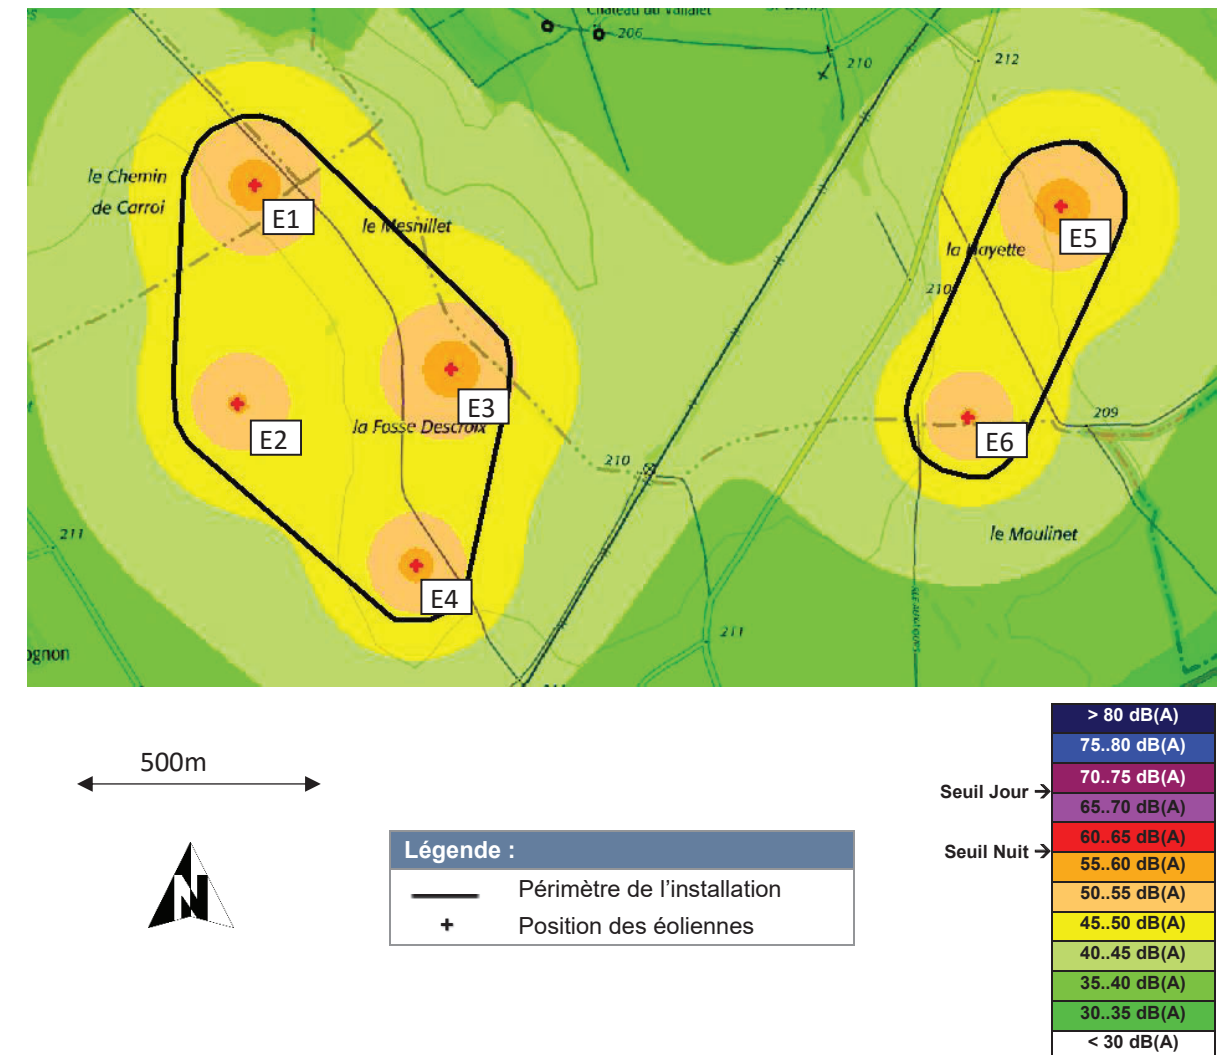 Château du Vallalet
206
210
212
le Chemin
de Carroi
E1
le Mesnillet
E5
la Hayette
210
E3
E2
la Fosse Descroix
209
E6
210
le Moulinet
211
E4
211
ognon
500m
N
Légende :
Périmètre de l'installation
Position des éoliennes
> 80 dB(A)
75..80 dB(A)
70..75 dB(A)
Seuil Jour →
65..70 dB(A)
60..65 dB(A)
Seuil Nuit →
55..60 dB(A)
50..55 dB(A)
45..50 dB(A)
40..45 dB(A)
35..40 dB(A)
30..35 dB(A)
< 30 dB(A)